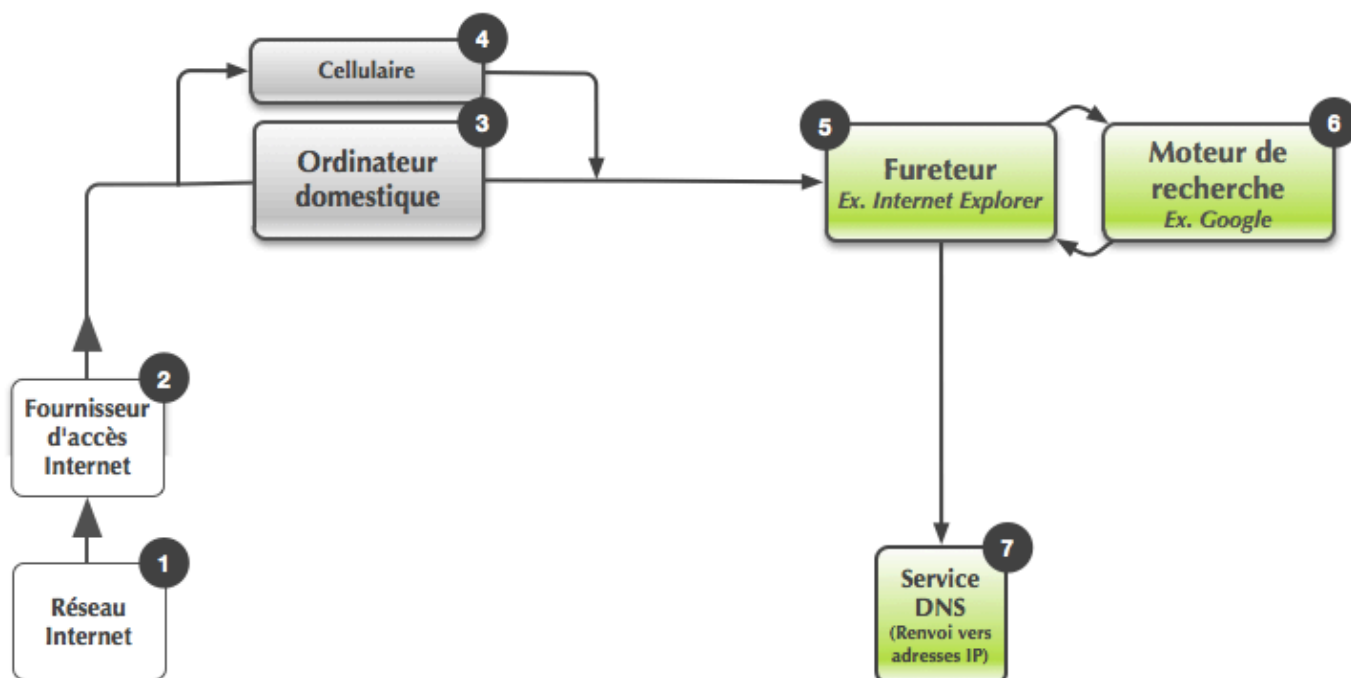 4
Cellulaire
3
Ordinateur
domestique
5
Fureteur
Ex. Internet Explorer
6
Moteur de
recherche
Ex. Google
2
Fournisseur
d'accès
Internet
1
Réseau
Internet
7
Service
DNS
(Renvoi vers
adresses IP)